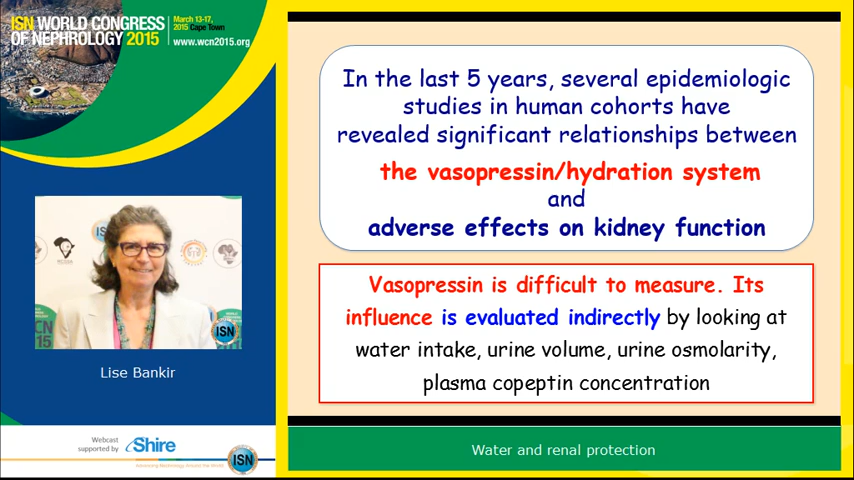 ISN WORLD CONGRESS
OF NEPHROLOGY 2015
March 13-17,
2015 Cape Town
www.wcn2015.org
In the last 5 years, several epidemiologic
studies in human cohorts have
revealed significant relationships between
the vasopressin/hydration system
and
adverse effects on kidney function
Vasopressin is difficult to measure. Its
influence is evaluated indirectly by looking at
water intake, urine volume, urine osmolarity,
plasma copeptin concentration
ISN
Lise Bankir
Webcast
supported by
Shire
ISN
Water and renal protection